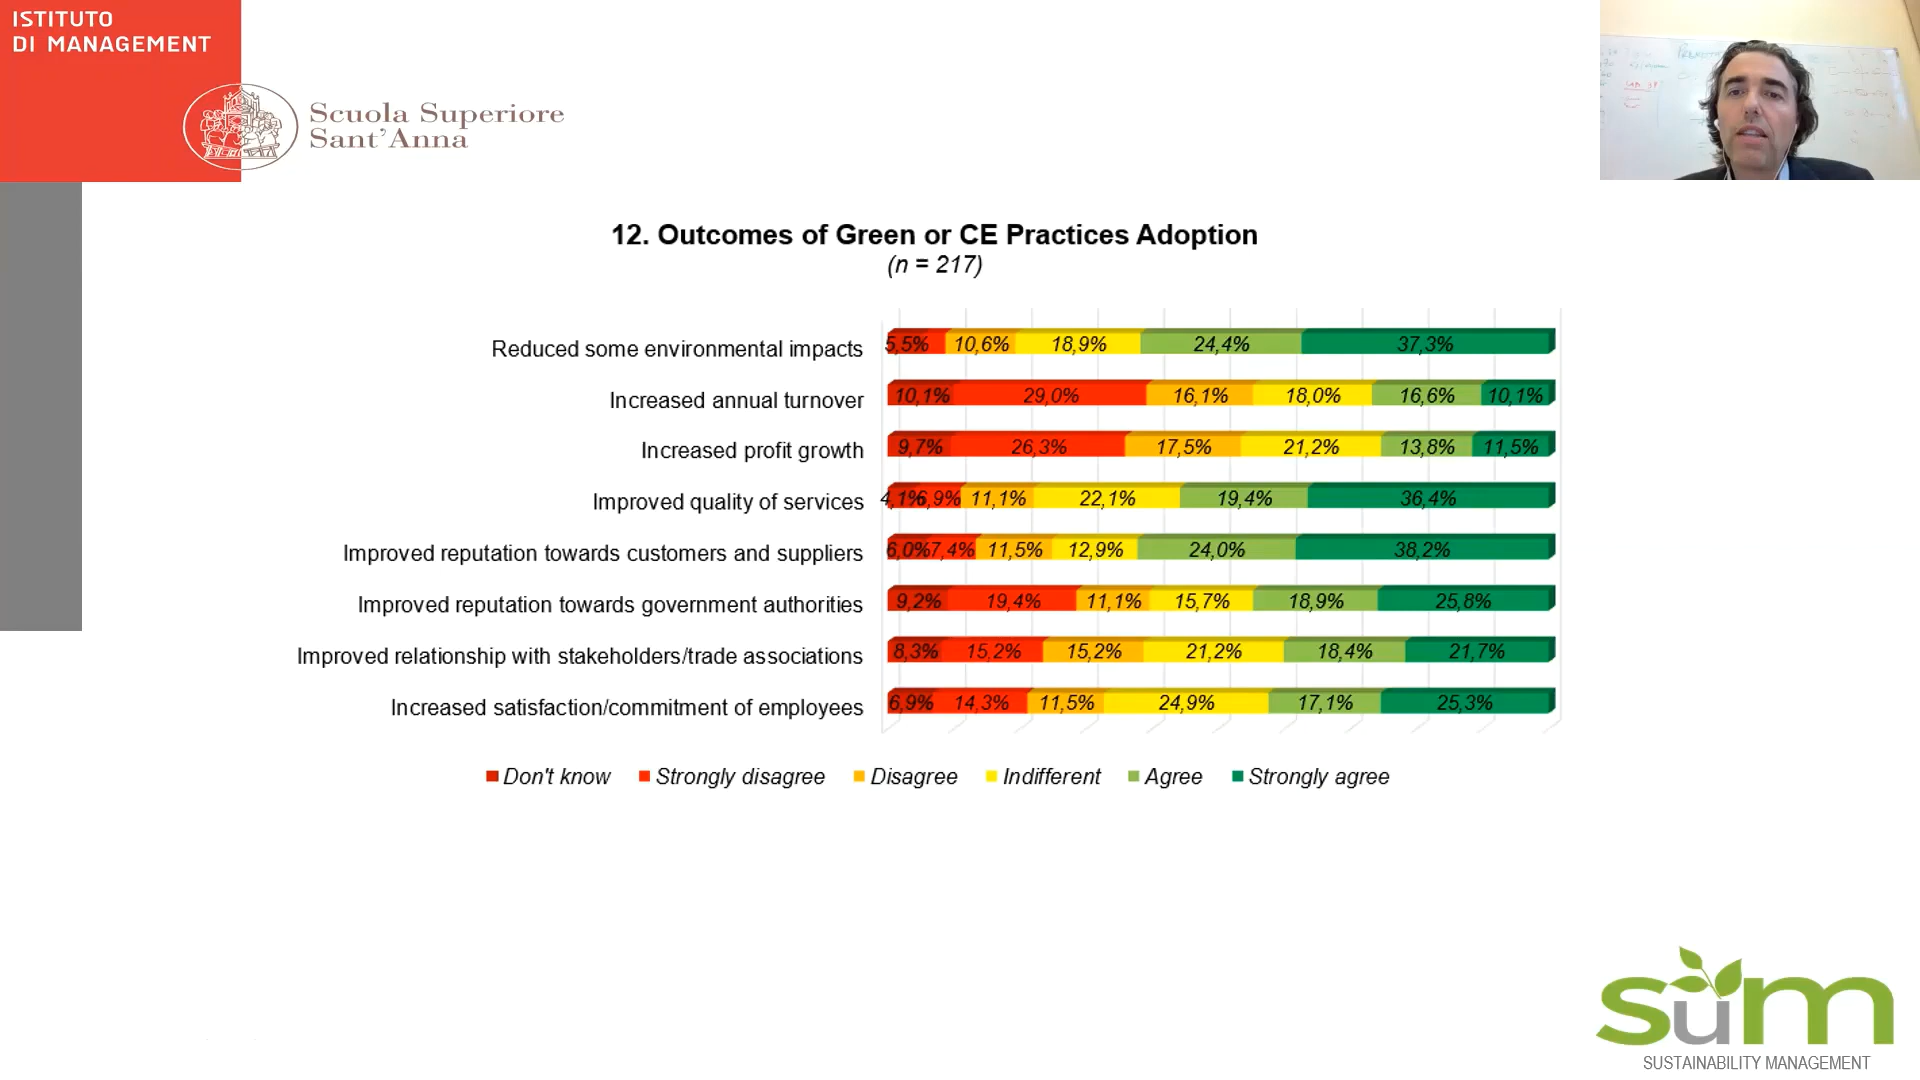 ISTITUTO
DI MANAGEMENT
Scuola Superiore
Sant'Anna
12. Outcomes of Green or CE Practices Adoption
(n = 217)
Reduced some environmental impacts 5,5% 10,6% 18,9% 24,4% 37,3%
Increased annual turnover 10,1% 29,0% 16,1% 18,0% 16,6% 10,1%
Increased profit growth 9,7% 26,3% 17,5% 21,2% 13,8% 11,5%
Improved quality of services 4,1% 6,9% 11,1% 22,1% 19,4% 36,4%
Improved reputation towards customers and suppliers 6,0% 7,4% 11,5% 12,9% 24,0% 38,2%
Improved reputation towards government authorities 9,2% 19,4% 11,1% 15,7% 18,9% 25,8%
Improved relationship with stakeholders/trade associations 8,3% 15,2% 15,2% 21,2% 18,4% 21,7%
Increased satisfaction/commitment of employees 6,9% 14,3% 11,5% 24,9% 17,1% 25,3%
Don't know Strongly disagree Disagree Indifferent Agree Strongly agree
sum
SUSTAINABILITY MANAGEMENT